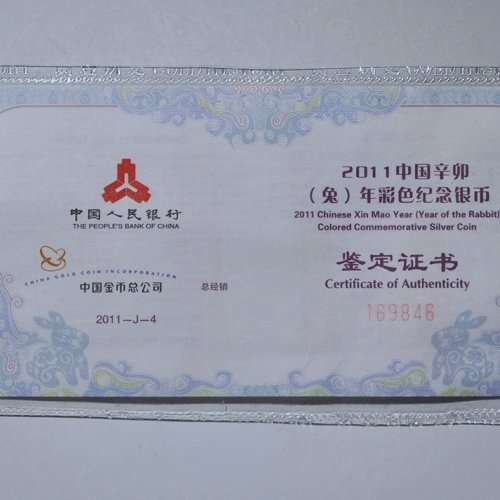 中国人民银行
THE PEOPLE'S BANK OF CHINA
CHINA GOLD COIN INCORPORATION
中国金币总公司
总经销
2011-J-4
2011中国辛卯
（兔）年彩色纪念银币
2011 Chinese Xin Mao Year (Year of the Rabbit)
Colored Commemorative Silver Coin
鉴定证书
Certificate of Authenticity
169846